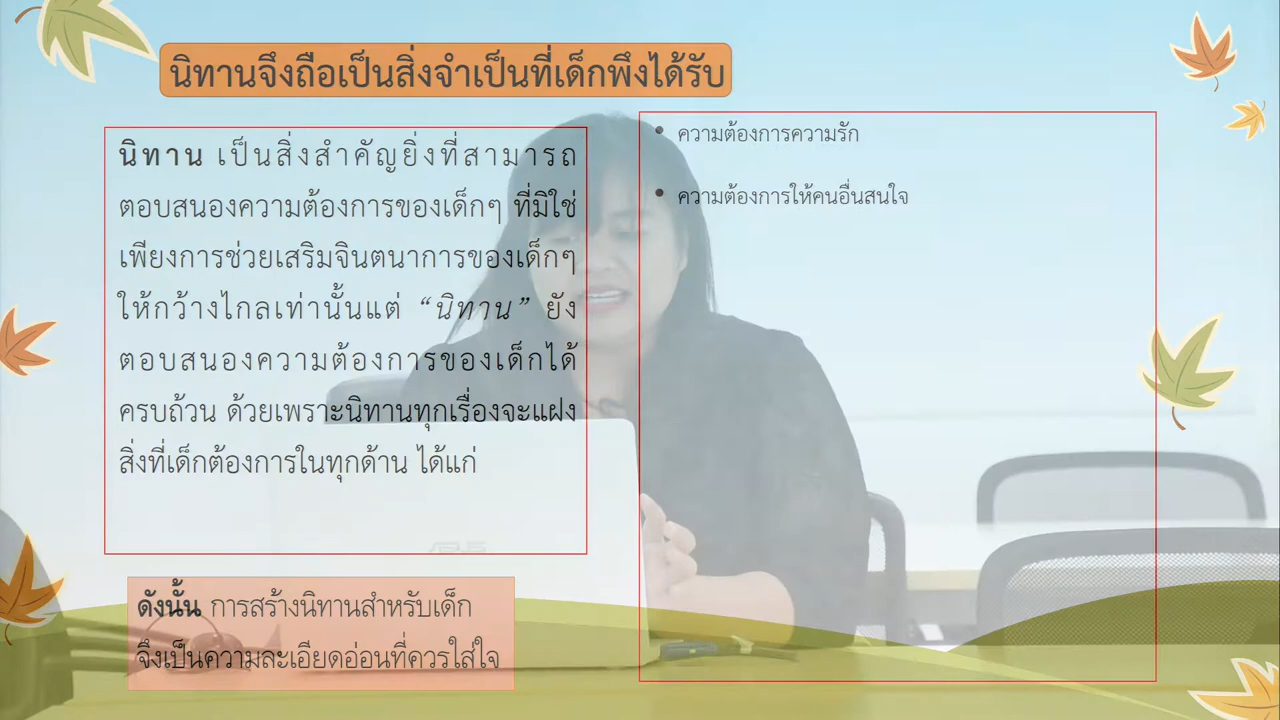 นิทานจึงถือเป็นสิ่งจำเป็นที่เด็กพึงได้รับ
นิทาน เป็นสิ่งสำคัญยิ่งที่สามารถ
ตอบสนองความต้องการของเด็กๆ ที่มิใช่
เพียงการช่วยเสริมจินตนาการของเด็กๆ
ให้กว้างไกลเท่านั้นแต่ “นิทาน” ยัง
ตอบสนองความต้องการของเด็กได้
ครบถ้วน ด้วยเพราะนิทานทุกเรื่องจะแฝง
สิ่งที่เด็กต้องการในทุกด้าน ได้แก่
• ความต้องการความรัก
• ความต้องการให้คนอื่นสนใจ
ดังนั้น การสร้างนิทานสำหรับเด็ก
จึงเป็นความละเอียดอ่อนที่ควรใส่ใจ